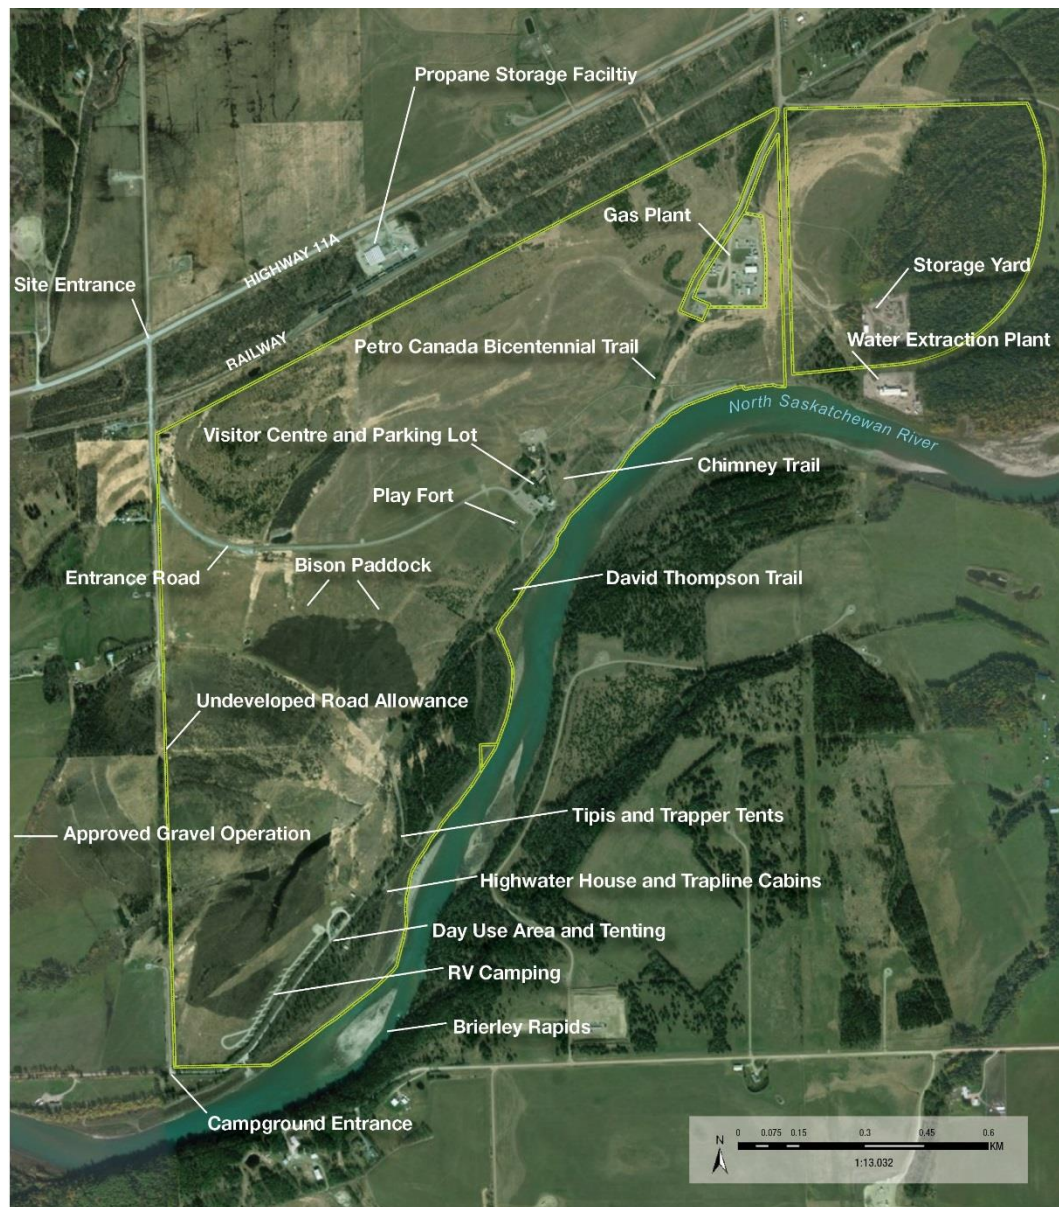 Propane Storage Faciltiy
Gas Plant
HIGHWAY 11A
Storage Yard
Site Entrance
Water Extraction Plant
RAILWAY
Petro Canada Bicentennial Trail
North Saskatchewan River
Visitor Centre and Parking Lot
Chimney Trail
Play Fort
Entrance Road
Bison Paddock
David Thompson Trail
Undeveloped Road Allowance
Tipis and Trapper Tents
Approved Gravel Operation
Highwater House and Trapline Cabins
Day Use Area and Tenting
RV Camping
Brierley Rapids
Campground Entrance
N
0 0.075 0.15 0.3 0.45 0.6
KM
1:13.032